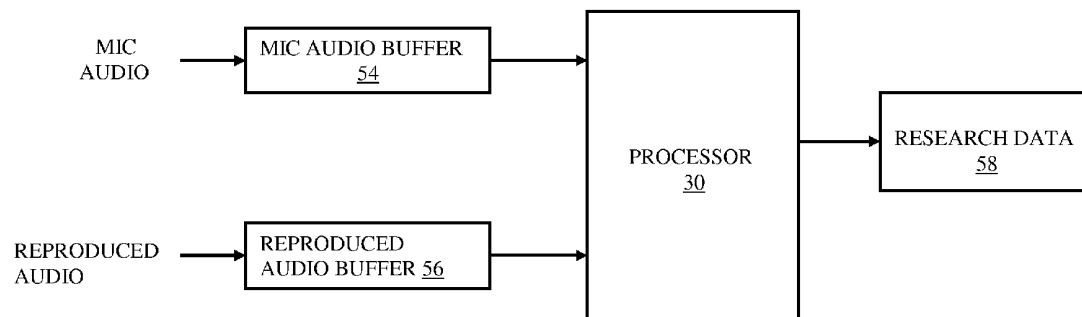 MIC
AUDIO
MIC AUDIO BUFFER
54
REPRODUCED
AUDIO
REPRODUCED
AUDIO BUFFER 56
PROCESSOR
30
RESEARCH DATA
58